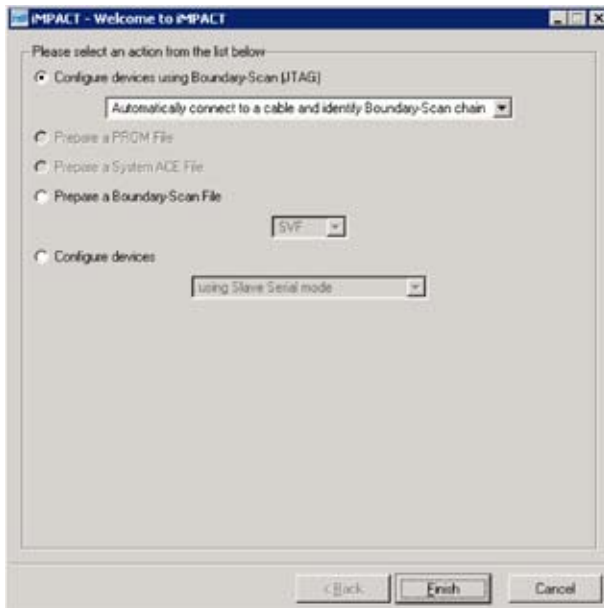 iMPACT - Welcome to iMPACT
Please select an action from the list below
Configure devices using Boundary-Scan (JTAG)
Automatically connect to a cable and identify Boundary-Scan chain
Prepare a PROM File
Prepare a System ACE File
Prepare a Boundary-Scan File
SVF
Configure devices
using Slave Serial mode
< Back Finish Cancel